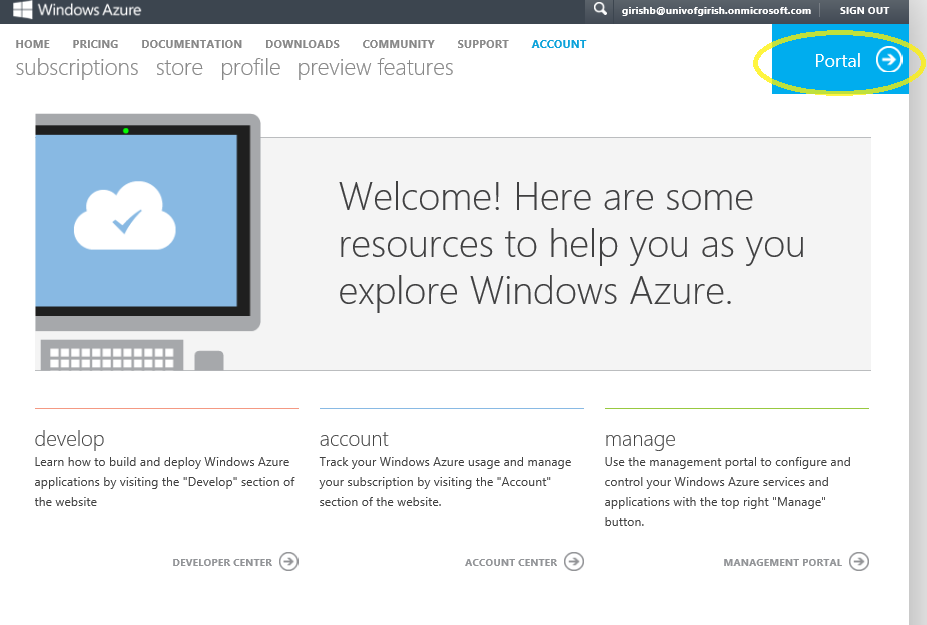 Windows Azure
girishb@univofgirish.onmicrosoft.com
SIGN OUT
HOME PRICING DOCUMENTATION DOWNLOADS COMMUNITY SUPPORT ACCOUNT
subscriptions store profile preview features
Portal
Welcome! Here are some
resources to help you as you
explore Windows Azure.
develop
Learn how to build and deploy Windows Azure
applications by visiting the "Develop" section of
the website
DEVELOPER CENTER
account
Track your Windows Azure usage and manage
your subscription by visiting the "Account"
section of the website.
ACCOUNT CENTER
manage
Use the management portal to configure and
control your Windows Azure services and
applications with the top right "Manage"
button.
MANAGEMENT PORTAL